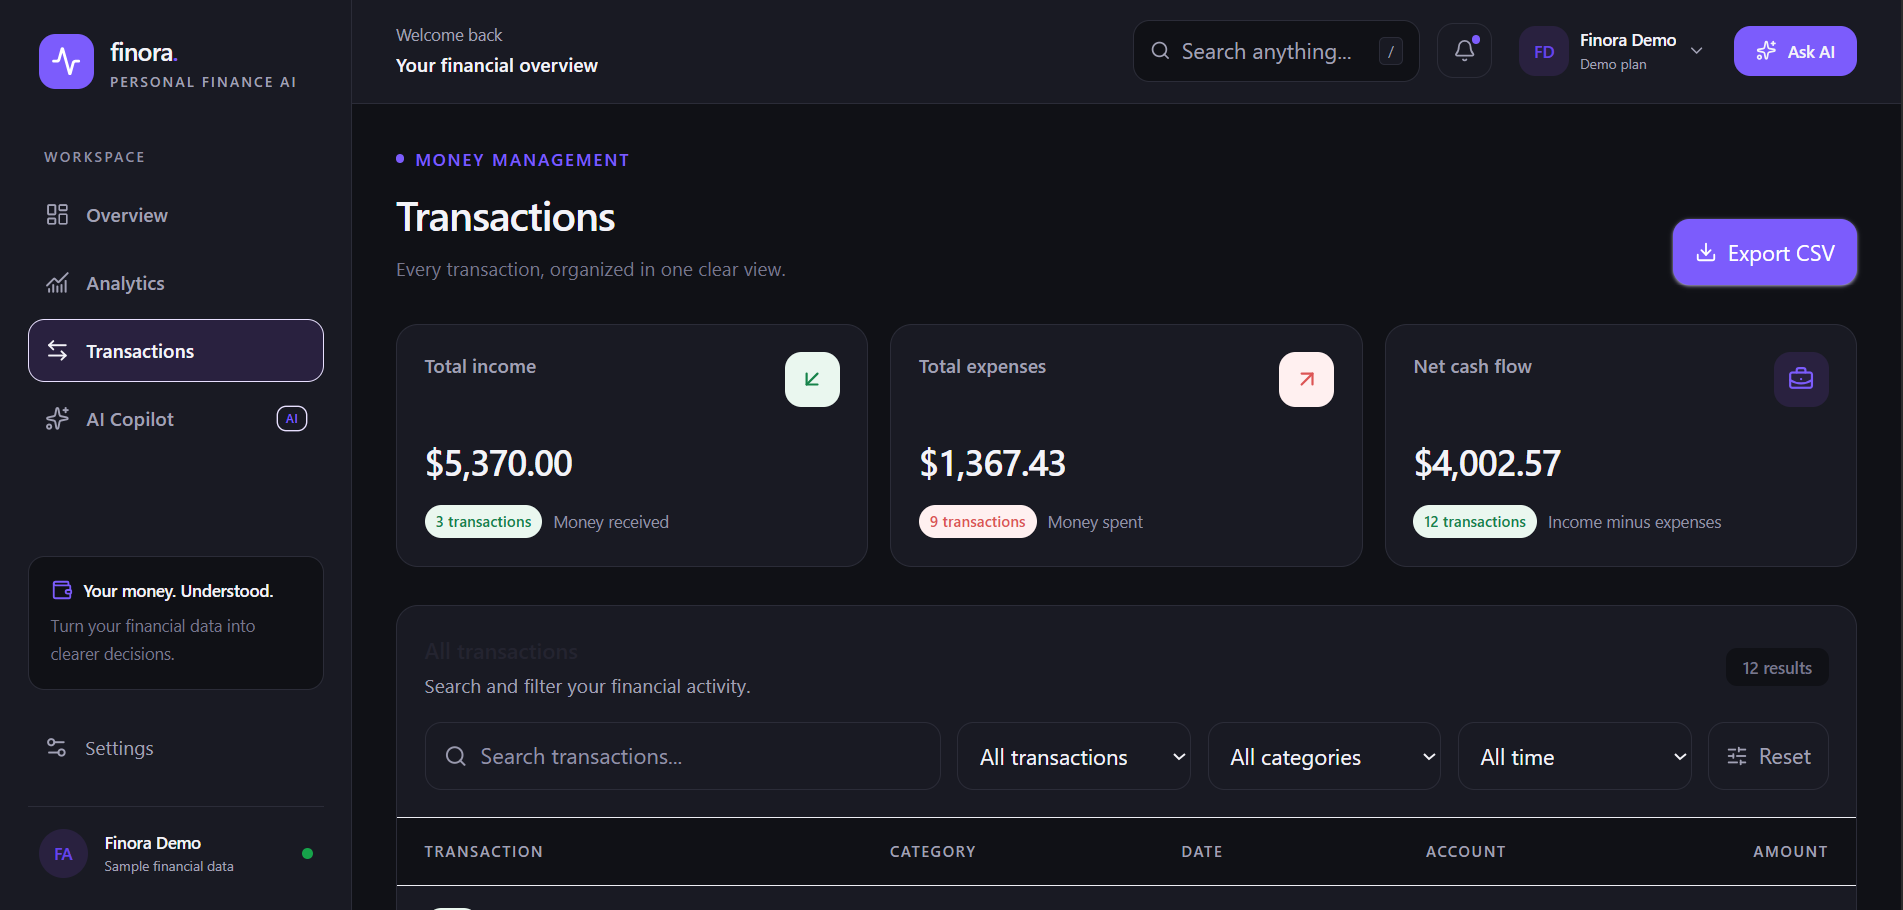 finora.
PERSONAL FINANCE AI
WORKSPACE
Overview
Analytics
Transactions
AI Copilot
AI
Your money. Understood.
Turn your financial data into
clearer decisions.
Settings
FA
Finora Demo
Sample financial data
Welcome back
Your financial overview
Search anything...
/
FD
Finora Demo
Demo plan
Ask AI
MONEY MANAGEMENT
Transactions
Every transaction, organized in one clear view.
Export CSV
Total income
$5,370.00
3 transactions Money received
Total expenses
$1,367.43
9 transactions Money spent
Net cash flow
$4,002.57
12 transactions Income minus expenses
All transactions
Search and filter your financial activity.
12 results
Search transactions...
All transactions
All categories
All time
Reset
TRANSACTION CATEGORY DATE ACCOUNT AMOUNT